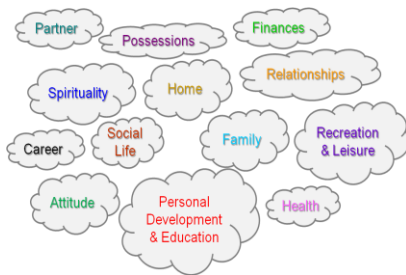 Partner
Possessions
Finances
Spirituality
Home
Relationships
Career
Social
Life
Family
Recreation
& Leisure
Attitude
Personal
Development
& Education
Health